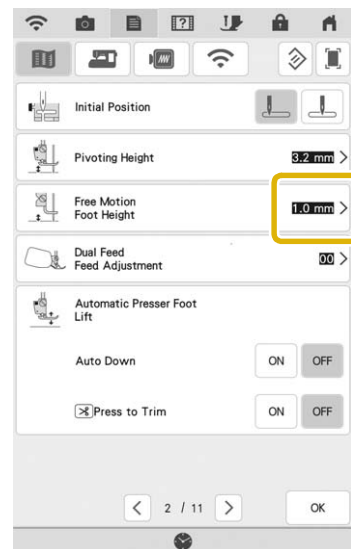 Initial Position
Pivoting Height
3.2 mm >
Free Motion
Foot Height
1.0 mm >
Dual Feed
Feed Adjustment
00 >
Automatic Presser Foot
Lift
Auto Down
ON
OFF
Press to Trim
ON
OFF
< 2 / 11 >
OK